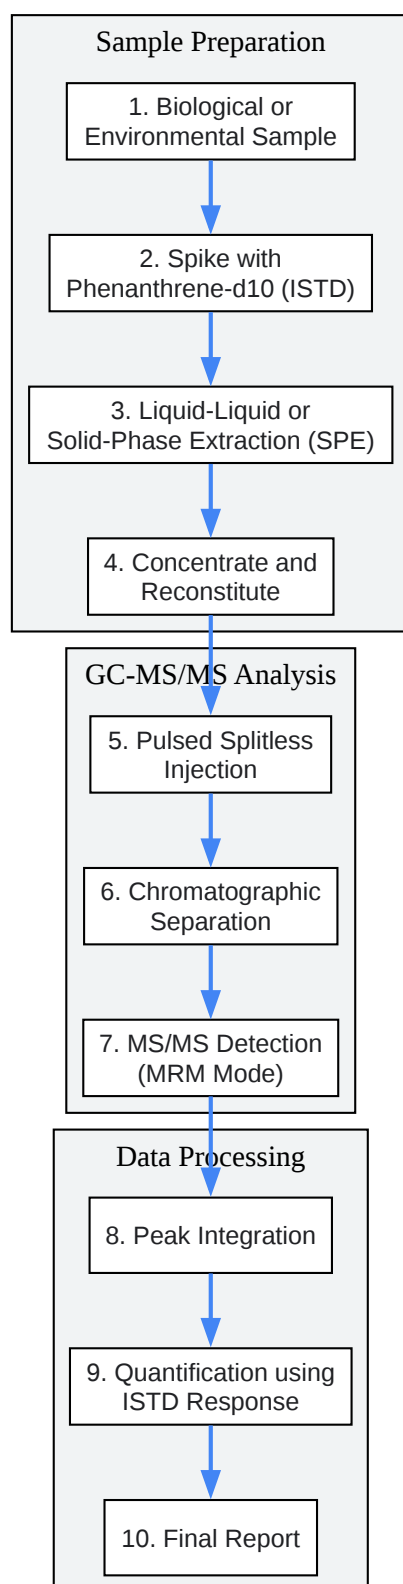 Sample Preparation
1. Biological or
Environmental Sample
2. Spike with
Phenanthrene-d10 (ISTD)
3. Liquid-Liquid or
Solid-Phase Extraction (SPE)
4. Concentrate and
Reconstitute
GC-MS/MS Analysis
5. Pulsed Splitless
Injection
6. Chromatographic
Separation
7. MS/MS Detection
(MRM Mode)
Data Processing
8. Peak Integration
9. Quantification using
ISTD Response
10. Final Report